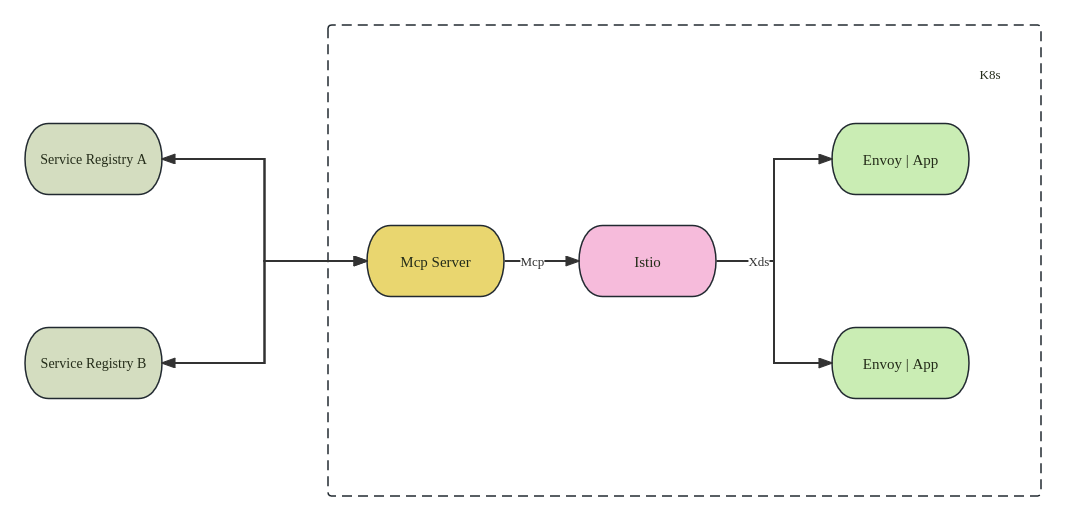 K8s
Service Registry A
Envoy | App
Mcp Server
Mcp
Istio
Xds
Service Registry B
Envoy | App